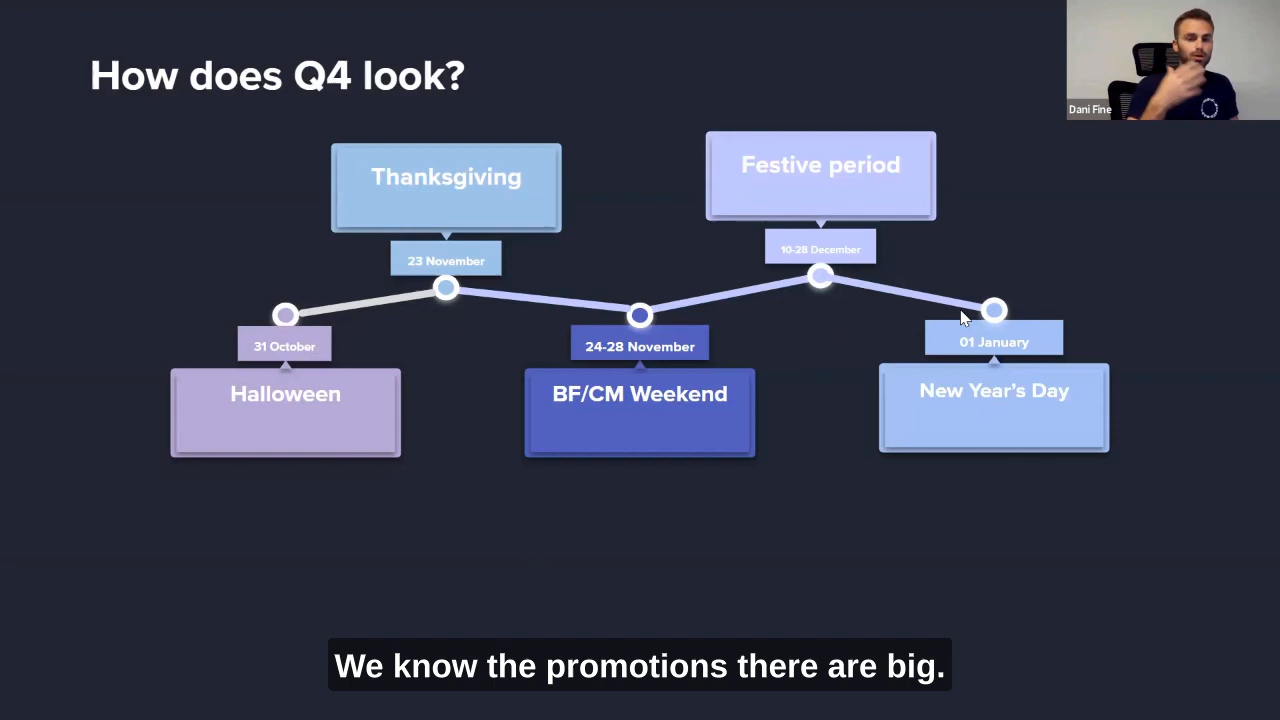 How does Q4 look?
Dani Fine
Thanksgiving
23 November
Festive period
10-28 December
31 October
Halloween
24-28 November
BF/CM Weekend
01 January
New Year’s Day
We know the promotions there are big.